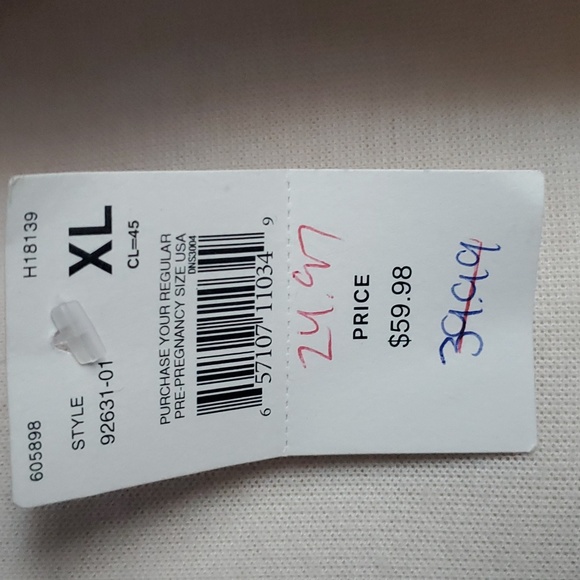 605898 H18139
STYLE
92631-01
XL
CL=45
PURCHASE YOUR REGULAR
PRE-PREGNANCY SIZE USA
DNS3004
6 57107 11034 9
24.97
PRICE
$59.98
39.99